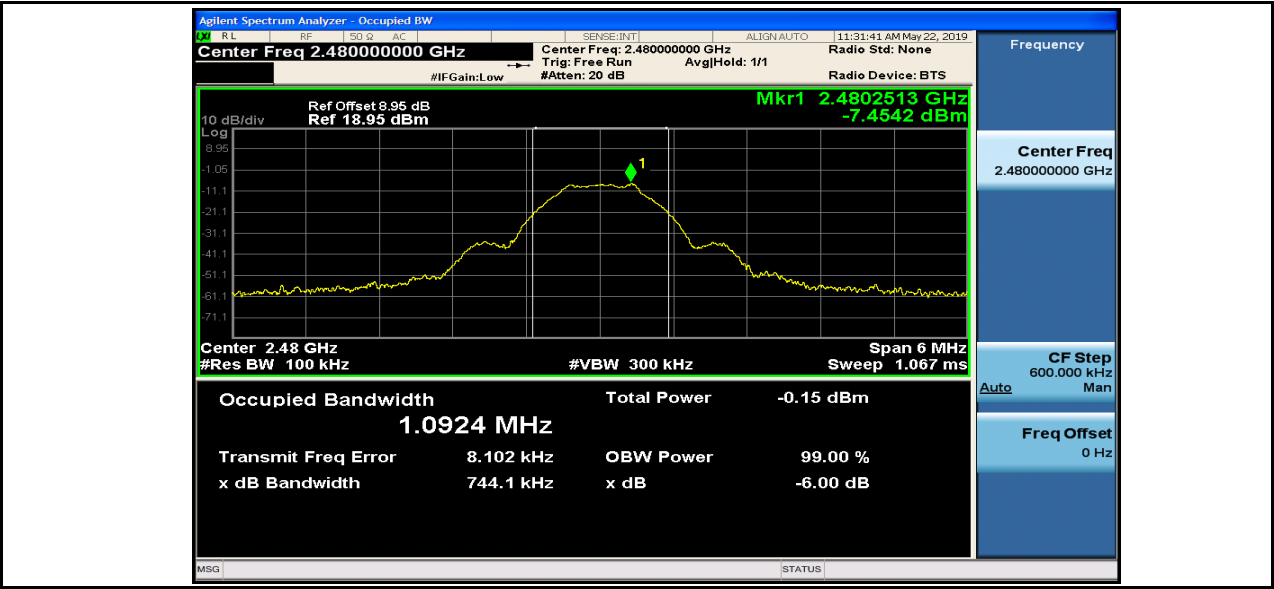 Agilent Spectrum Analyzer - Occupied BW
LXI RL RF 50 Ω AC SENSE:INT ALIGN AUTO 11:31:41 AM May 22, 2019
Center Freq 2.480000000 GHz
Center Freq: 2.480000000 GHz Radio Std: None
Trig: Free Run Avg|Hold: 1/1
#IFGain:Low #Atten: 20 dB Radio Device: BTS
Mkr1 2.4802513 GHz
-7.4542 dBm
Ref Offset 8.95 dB
10 dB/div Ref 18.95 dBm
Log
8.95
-1.05
-11.1
-21.1
-31.1
-41.1
-51.1
-61.1
-71.1
1
Center 2.48 GHz Span 6 MHz
#Res BW 100 kHz #VBW 300 kHz Sweep 1.067 ms
Occupied Bandwidth Total Power -0.15 dBm
1.0924 MHz
Transmit Freq Error 8.102 kHz OBW Power 99.00 %
x dB Bandwidth 744.1 kHz x dB -6.00 dB
MSG STATUS
Frequency
Center Freq
2.480000000 GHz
CF Step
600.000 kHz
Auto Man
Freq Offset
0 Hz